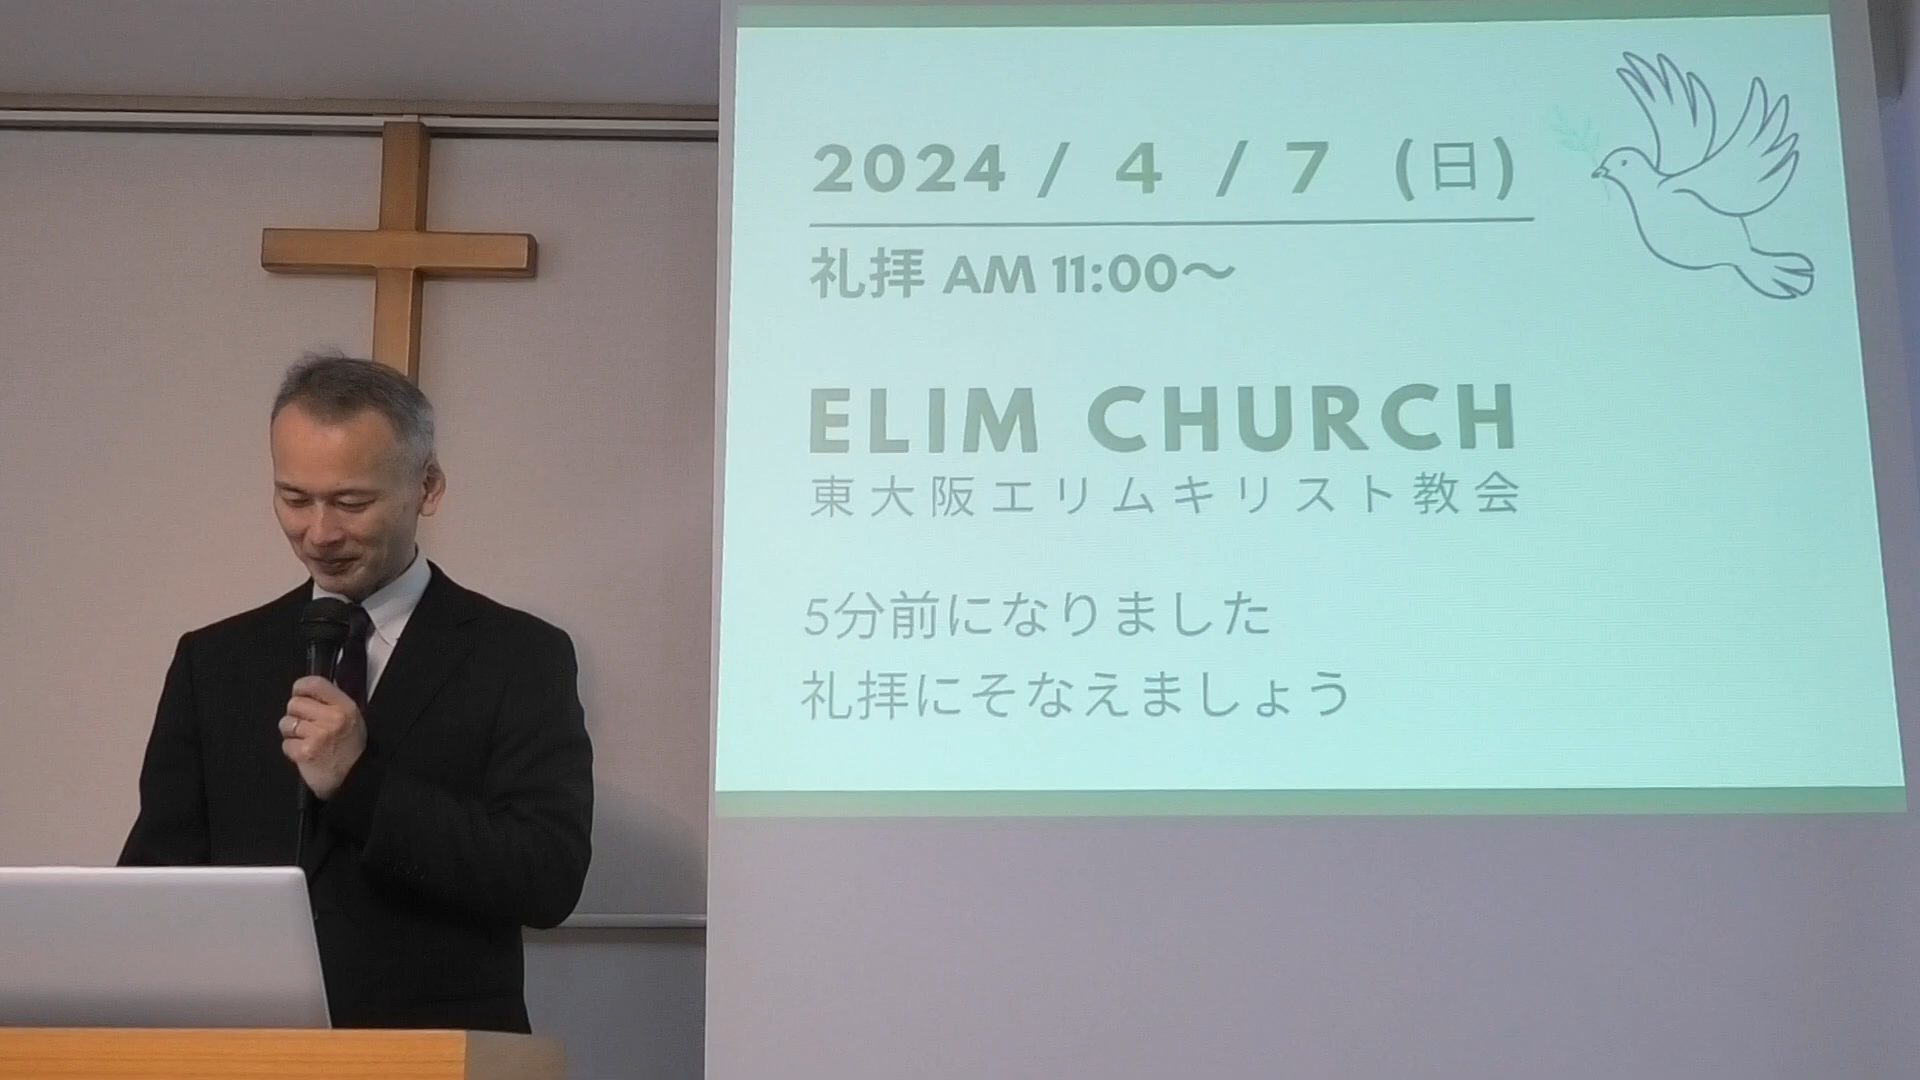 2024 / 4 / 7 (日)
礼拝 AM 11:00〜
ELIM CHURCH
東大阪エリムキリスト教会
5分前になりました
礼拝にそなえましょう